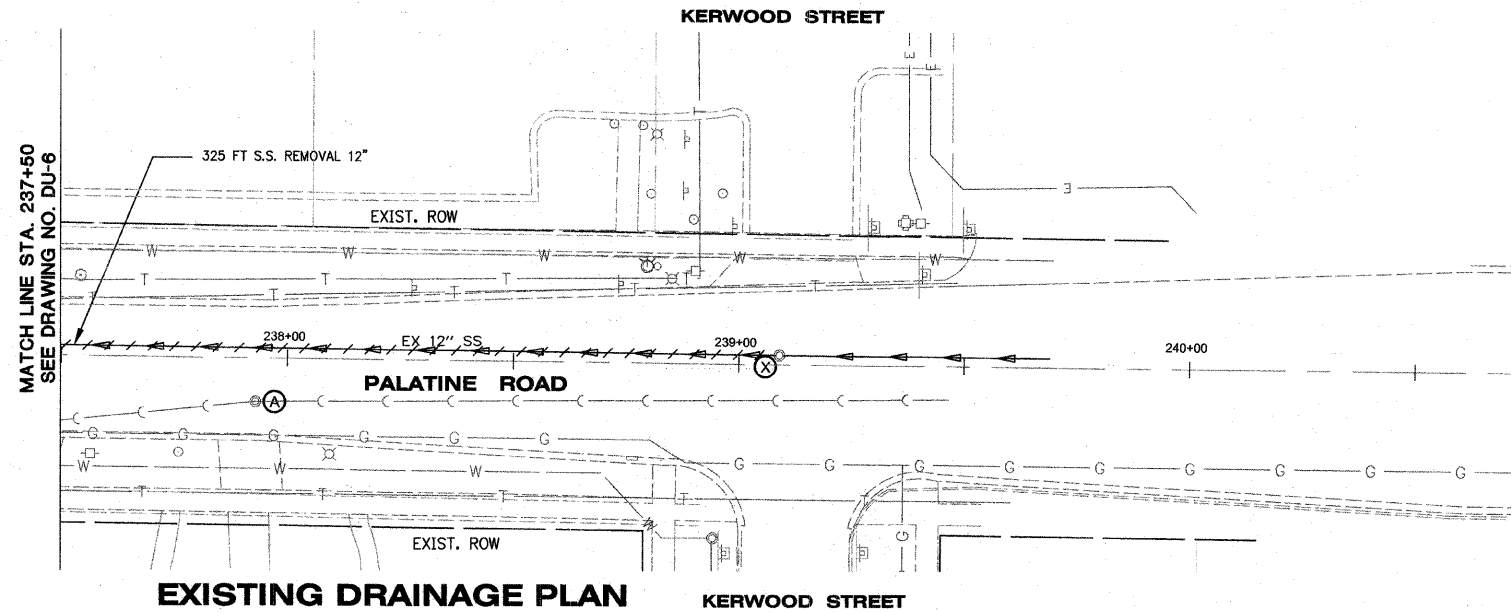 KERWOOD STREET
E E
T
325 FT S.S. REMOVAL 12"
E
MATCH LINE STA. 237+50
SEE DRAWING NO. DU-6
EXIST. ROW
W W W W W
T T T T
T T T T T
238+00
EX 12" SS
239+00
240+00
X
PALATINE ROAD
A
G G G G G G
G G G G G G G G G
W W W
T T T T T
EXIST. ROW
G
EXISTING DRAINAGE PLAN
KERWOOD STREET